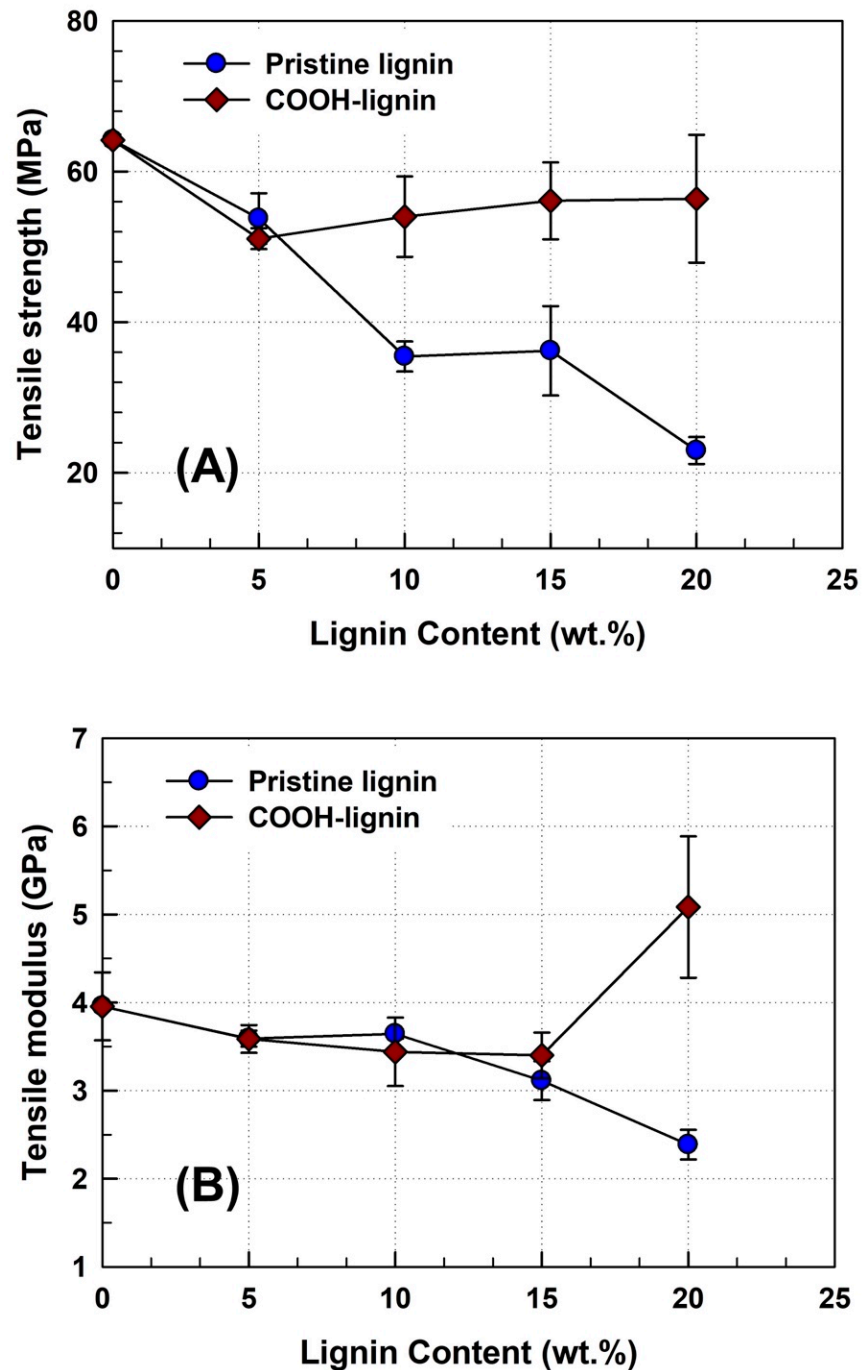 Pristine lignin
COOH-lignin
Tensile strength (MPa)
80
60
40
20
(A)
0 5 10 15 20 25
Lignin Content (wt.%)
Pristine lignin
COOH-lignin
Tensile modulus (GPa)
7
6
5
4
3
2
1
(B)
0 5 10 15 20 25
Lignin Content (wt.%)